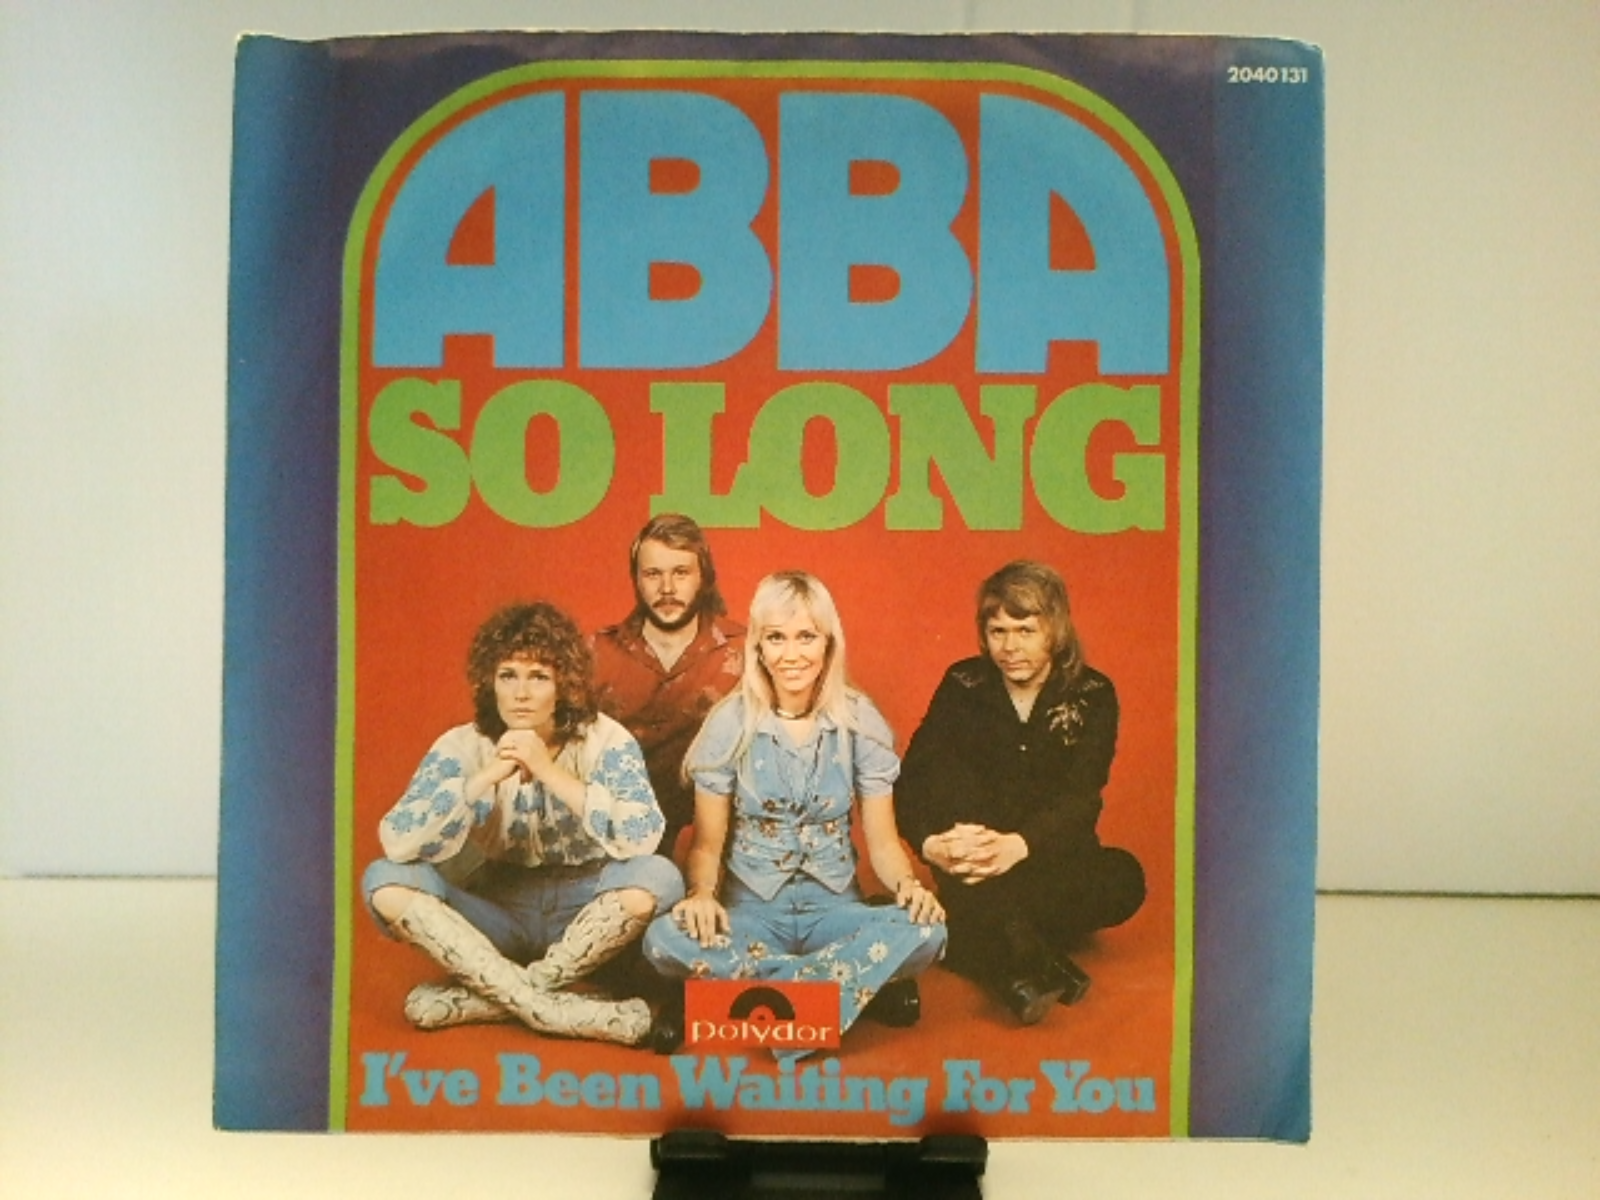 2040 131
ABBA
SO LONG
polydor
I've Been Waiting For You